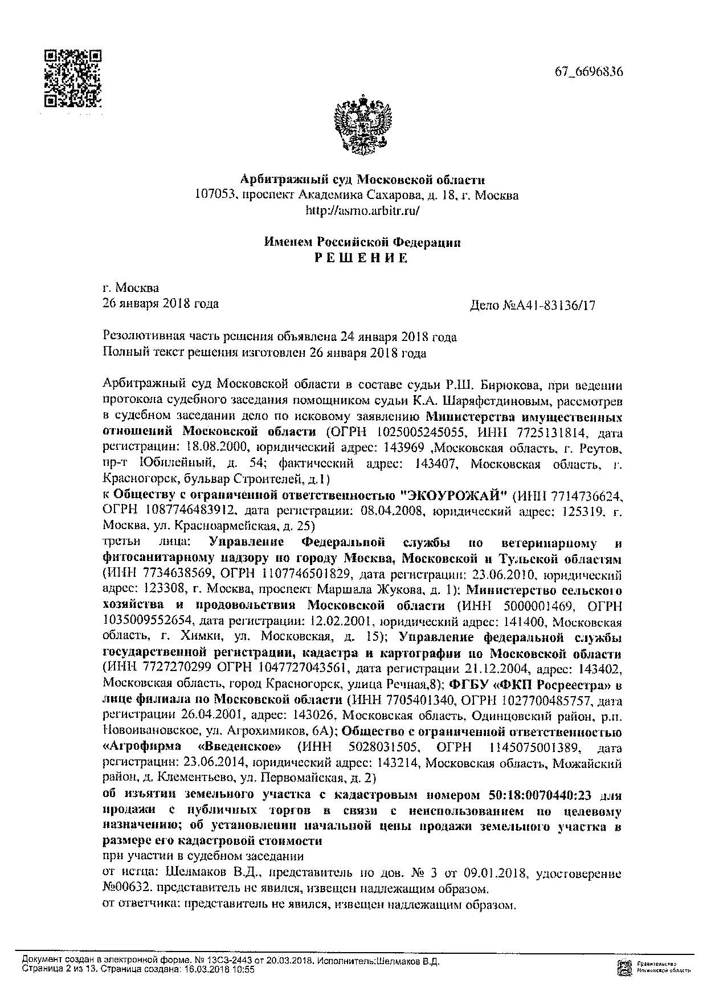 67_6696836
Арбитражный суд Московской области
107053, проспект Академика Сахарова, д. 18, г. Москва
http://asmo.arbitr.ru/
Именем Российской Федерации
Р Е Ш Е Н И Е
г. Москва
26 января 2018 года Дело №А41-83136/17
Резолютивная часть решения объявлена 24 января 2018 года
Полный текст решения изготовлен 26 января 2018 года
Арбитражный суд Московской области в составе судьи Р.Ш. Бирюкова, при ведении
протокола судебного заседания помощником судьи К.А. Шаряфетдиновым, рассмотрев
в судебном заседании дело по исковому заявлению Министерства имущественных
отношений Московской области (ОГРН 1025005245055, ИНН 7725131814, дата
регистрации: 18.08.2000, юридический адрес: 143969 ,Московская область, г. Реутов,
пр-т Юбилейный, д. 54; фактический адрес: 143407, Московская область, г.
Красногорск, бульвар Строителей, д.1)
к Обществу с ограниченной ответственностью "ЭКОУРОЖАЙ" (ИНН 7714736624,
ОГРН 1087746483912, дата регистрации: 08.04.2008, юридический адрес: 125319, г.
Москва, ул. Красноармейская, д. 25)
третьи лица: Управление Федеральной службы по ветеринарному и
фитосанитарному надзору по городу Москва, Московской и Тульской областям
(ИНН 7734638569, ОГРН 1107746501829, дата регистрации: 23.06.2010, юридический
адрес: 123308, г. Москва, проспект Маршала Жукова, д. 1); Министерство сельского
хозяйства и продовольствия Московской области (ИНН 5000001469, ОГРН
1035009552654, дата регистрации: 12.02.2001, юридический адрес: 141400, Московская
область, г. Химки, ул. Московская, д. 15); Управление федеральной службы
государственной регистрации, кадастра и картографии по Московской области
(ИНН 7727270299 ОГРН 1047727043561, дата регистрации 21.12.2004, адрес: 143402,
Московская область, город Красногорск, улица Речная,8); ФГБУ «ФКП Росреестра» в
лице филиала по Московской области (ИНН 7705401340, ОГРН 1027700485757, дата
регистрации 26.04.2001, адрес: 143026, Московская область, Одинцовский район, р.п.
Новоивановское, ул. Агрохимиков, 6А); Общество с ограниченной ответственностью
«Агрофирма «Введенское» (ИНН 5028031505, ОГРН 1145075001389, дата
регистрации: 23.06.2014, юридический адрес: 143214, Московская область, Можайский
район, д. Клементьево, ул. Первомайская, д. 2)
об изъятии земельного участка с кадастровым номером 50:18:0070440:23 для
продажи с публичных торгов в связи с неиспользованием по целевому
назначению; об установлении начальной цены продажи земельного участка в
размере его кадастровой стоимости
при участии в судебном заседании
от истца: Шелмаков В.Д., представитель по дов. № 3 от 09.01.2018, удостоверение
№00632, представитель не явился, извещен надлежащим образом.
от ответчика: представитель не явился, извещен надлежащим образом.
Документ создан в электронной форме. № 13СЗ-2443 от 20.03.2018. Исполнитель:Шелмаков В.Д.
Страница 2 из 13. Страница создана: 16.03.2018 10:55
Правительство
Московской области